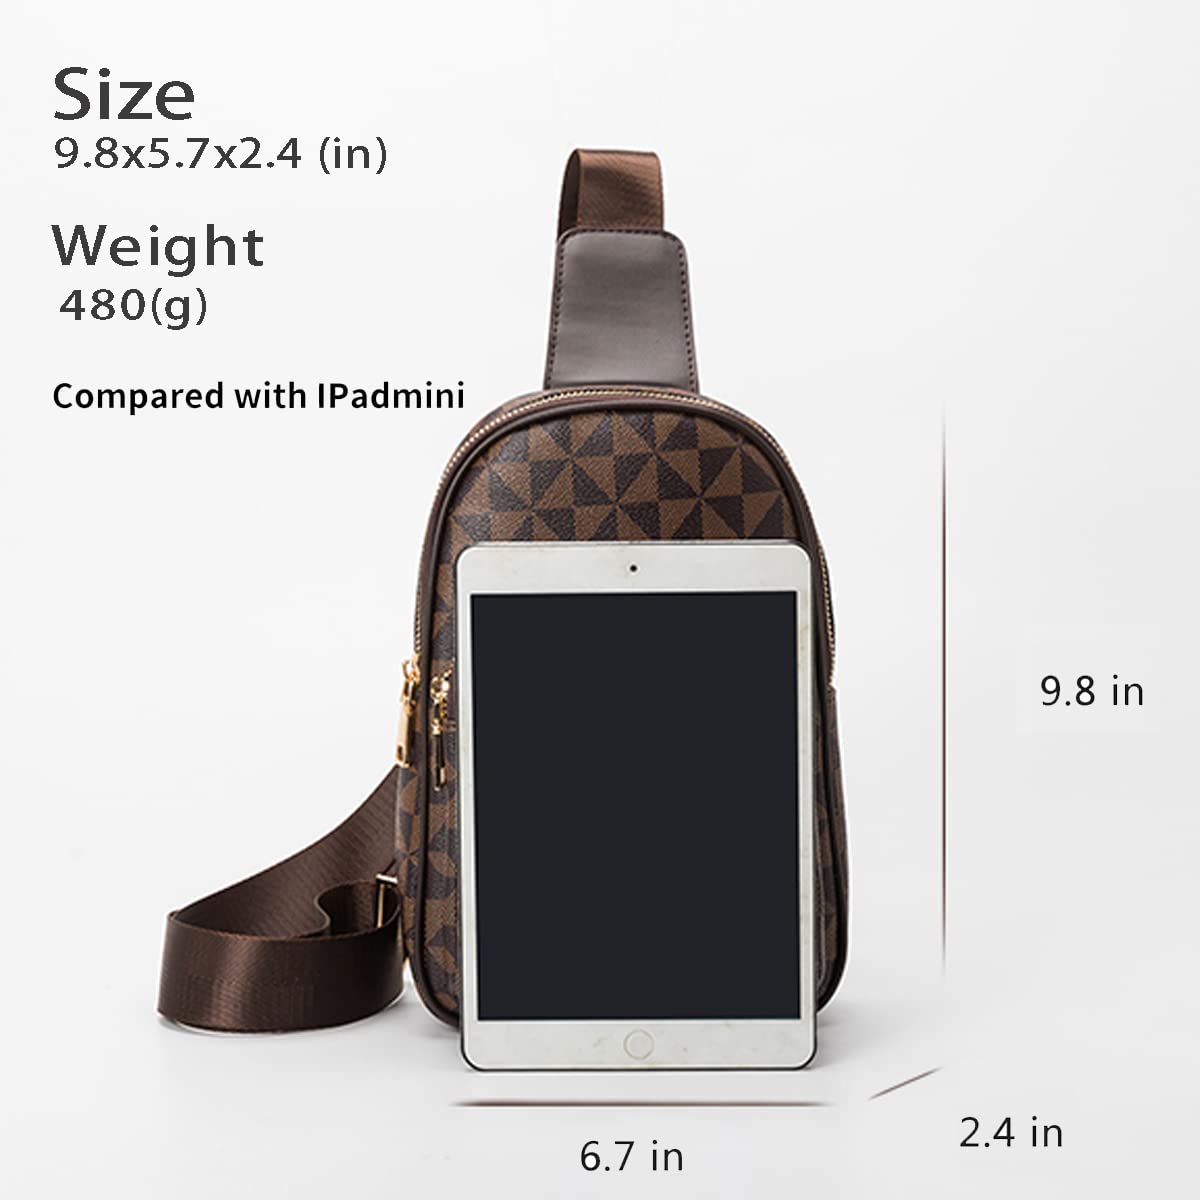 Size
9.8x5.7x2.4 (in)
Weight
480(g)
Compared with IPadmini
9.8 in
2.4 in
6.7 in